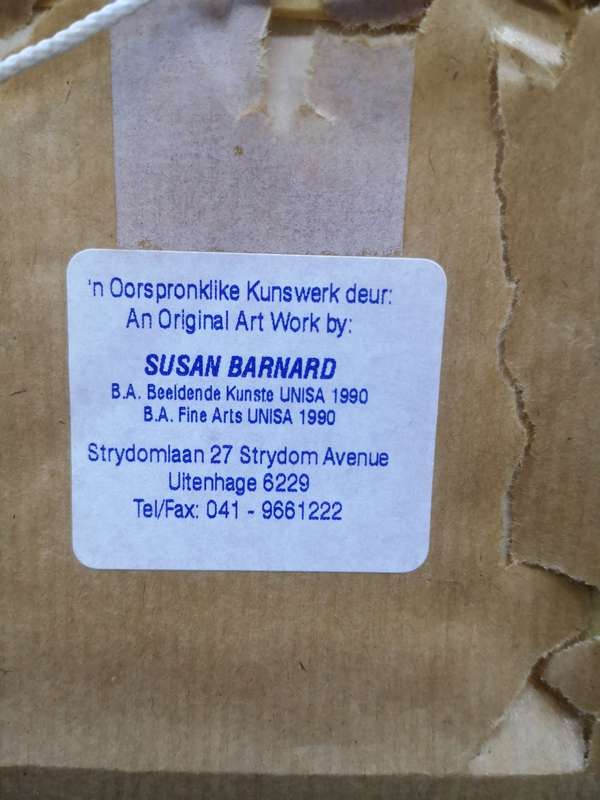 'n Oorspronklike Kunswerk deur:
An Original Art Work by:
SUSAN BARNARD
B.A. Beeldende Kunste UNISA 1990
B.A. Fine Arts UNISA 1990
Strydomlaan 27 Strydom Avenue
Uitenhage 6229
Tel/Fax: 041 - 9661222